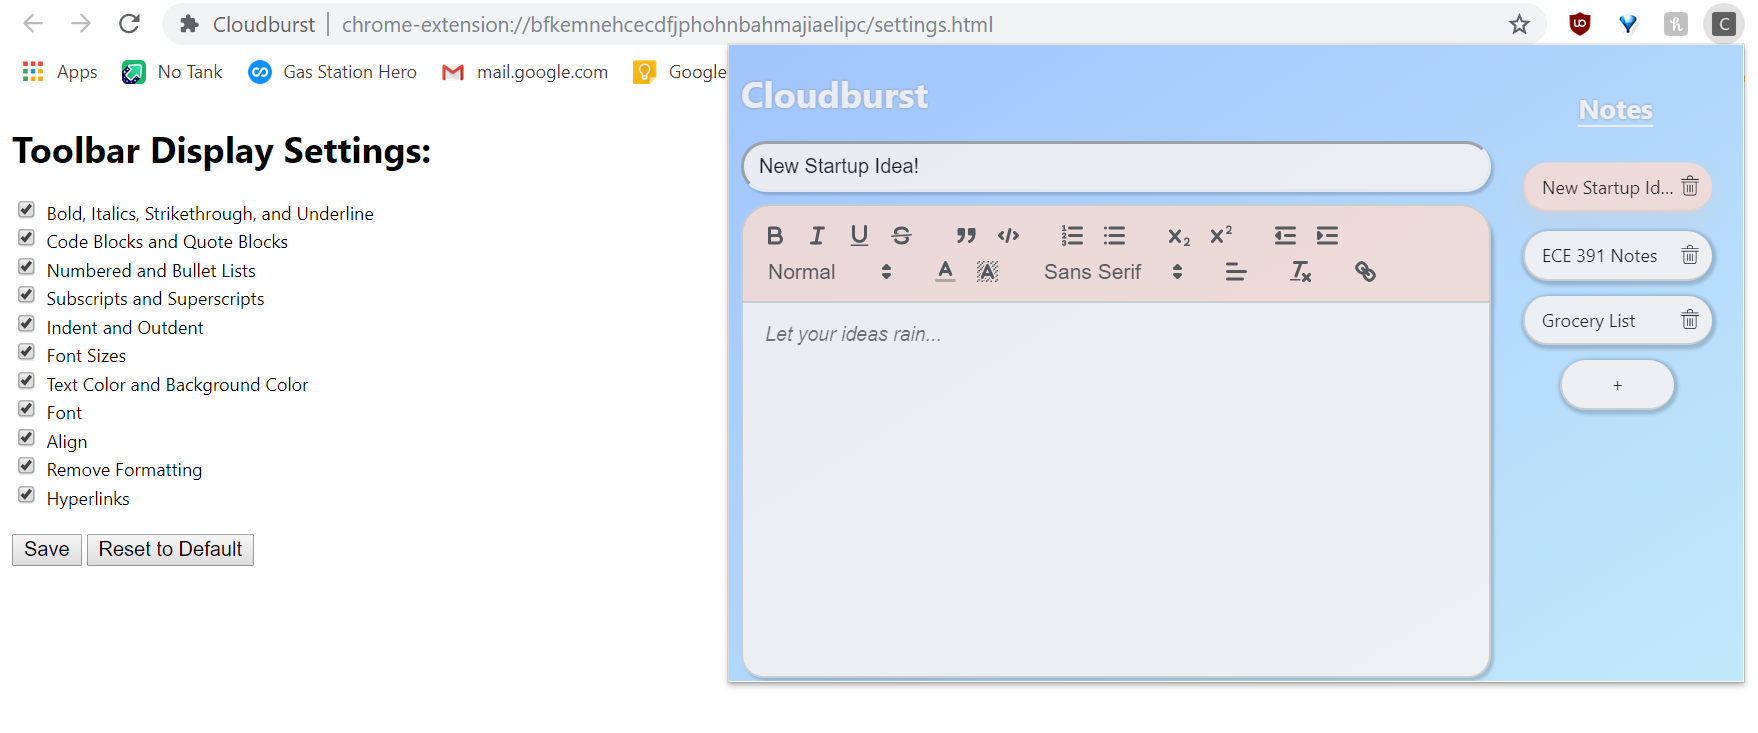 Cloudburst | chrome-extension://bfkemnehcecdfjphohnbahmajiaelipc/settings.html
C
Apps No Tank Gas Station Hero mail.google.com Google
Toolbar Display Settings:
Bold, Italics, Strikethrough, and Underline
Code Blocks and Quote Blocks
Numbered and Bullet Lists
Subscripts and Superscripts
Indent and Outdent
Font Sizes
Text Color and Background Color
Font
Align
Remove Formatting
Hyperlinks
Save Reset to Default
Cloudburst
New Startup Idea!
B I U S
Normal A A Sans Serif
Let your ideas rain...
Notes
New Startup Id...
ECE 391 Notes
Grocery List
+